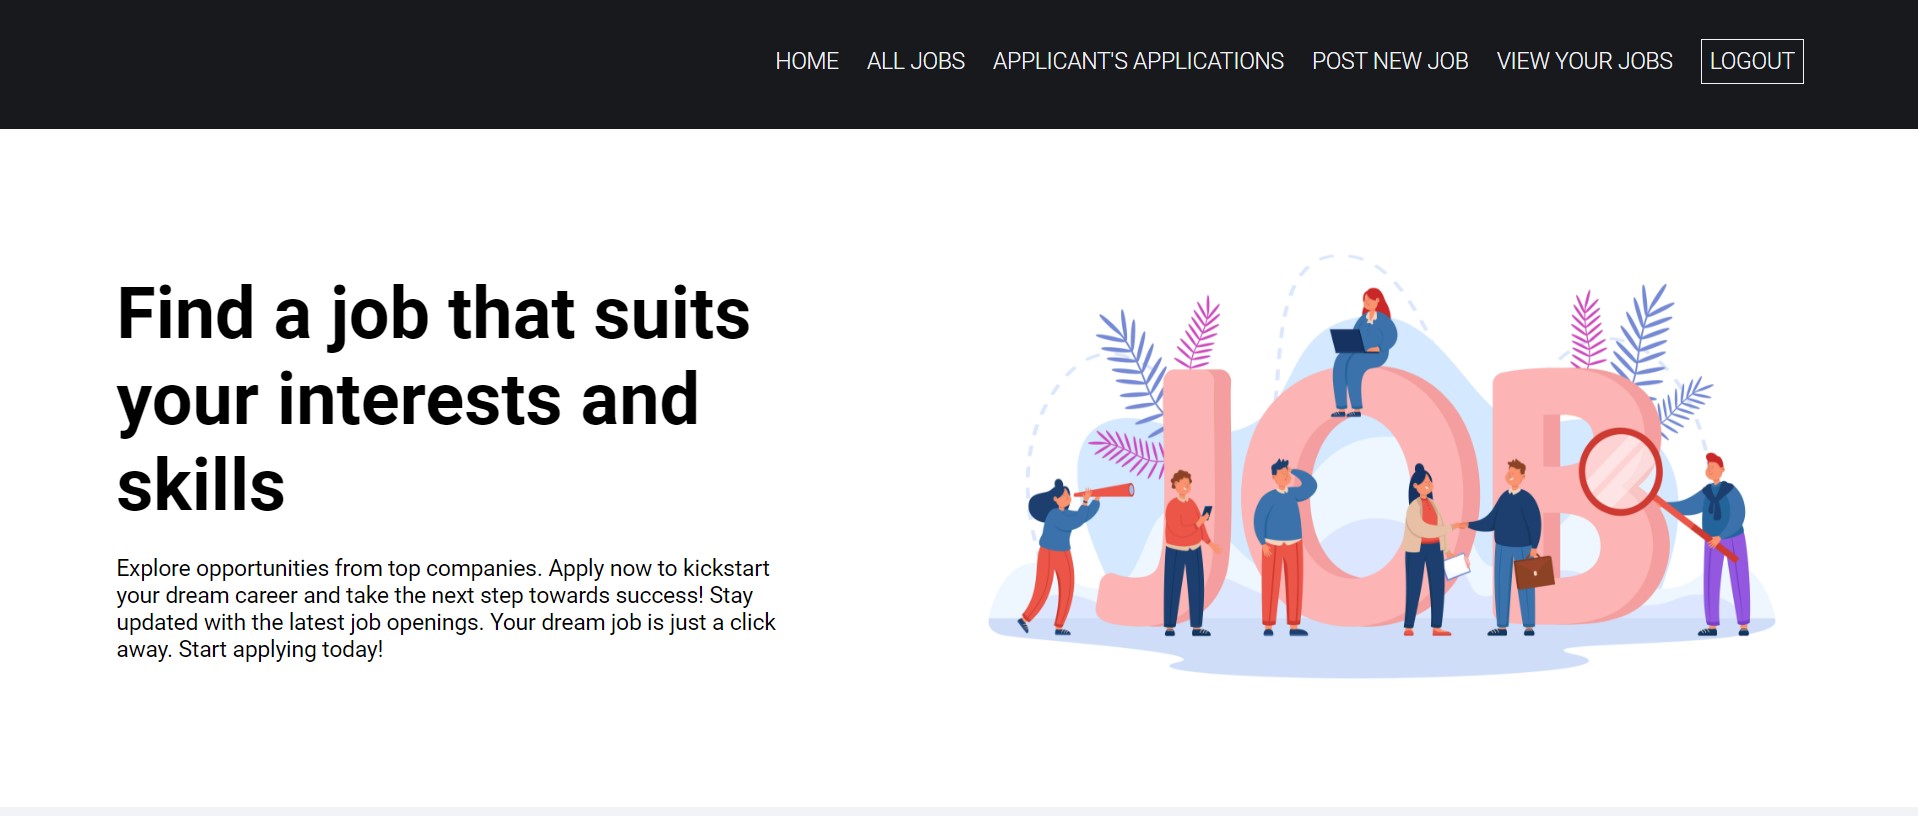 HOME ALL JOBS APPLICANT'S APPLICATIONS POST NEW JOB VIEW YOUR JOBS LOGOUT
Find a job that suits
your interests and
skills
Explore opportunities from top companies. Apply now to kickstart
your dream career and take the next step towards success! Stay
updated with the latest job openings. Your dream job is just a click
away. Start applying today!
JOB